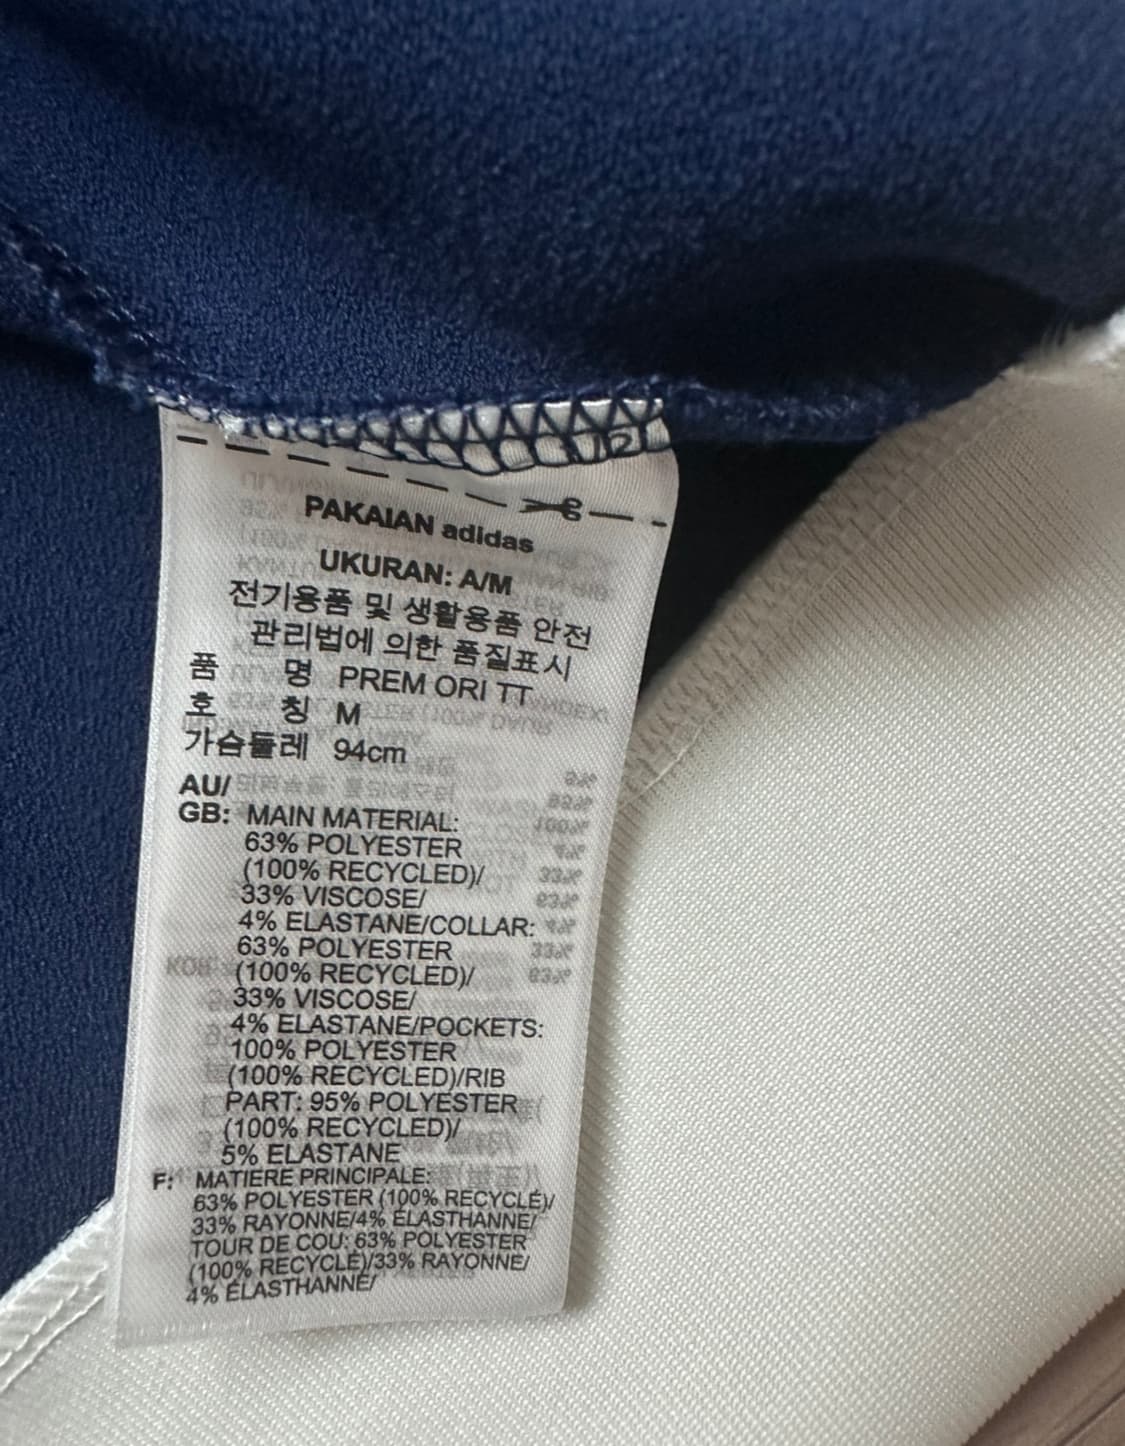 PAKAIAN adidas
UKURAN: A/M
전기용품 및 생활용품 안전
관리법에 의한 품질표시
품 명 PREM ORI TT
호 칭 M
가슴둘레 94cm
AU/
GB: MAIN MATERIAL:
63% POLYESTER
(100% RECYCLED)/
33% VISCOSE/
4% ELASTANE/COLLAR:
63% POLYESTER
(100% RECYCLED)/
33% VISCOSE/
4% ELASTANE/POCKETS:
100% POLYESTER
(100% RECYCLED)/RIB
PART: 95% POLYESTER
(100% RECYCLED)/
5% ELASTANE
F: MATIERE PRINCIPALE:
63% POLYESTER (100% RECYCLÉ)/
33% RAYONNE/4% ÉLASTHANNE/
TOUR DE COU: 63% POLYESTER
(100% RECYCLÉ)/33% RAYONNE/
4% ÉLASTHANNE/